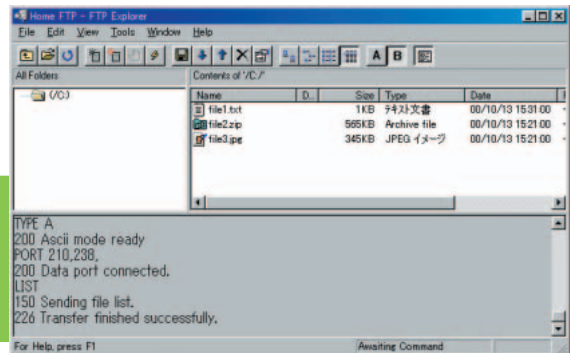 Home FTP - FTP Explorer
File Edit View Tools Window Help
A B
All Folders
Contents of '/C:/'
(/C:)
Name D.. Size Type Date
file1.txt 1KB テキスト文書 00/10/13 15:31:00
file2.zip 565KB Archive file 00/10/13 15:21:00
file3.jpg 345KB JPEG イメージ 00/10/13 15:21:00
TYPE A
200 Ascii mode ready
PORT 210,238,
200 Data port connected.
LIST
150 Sending file list.
226 Transfer finished successfully.
For Help, press F1
Awaiting Command